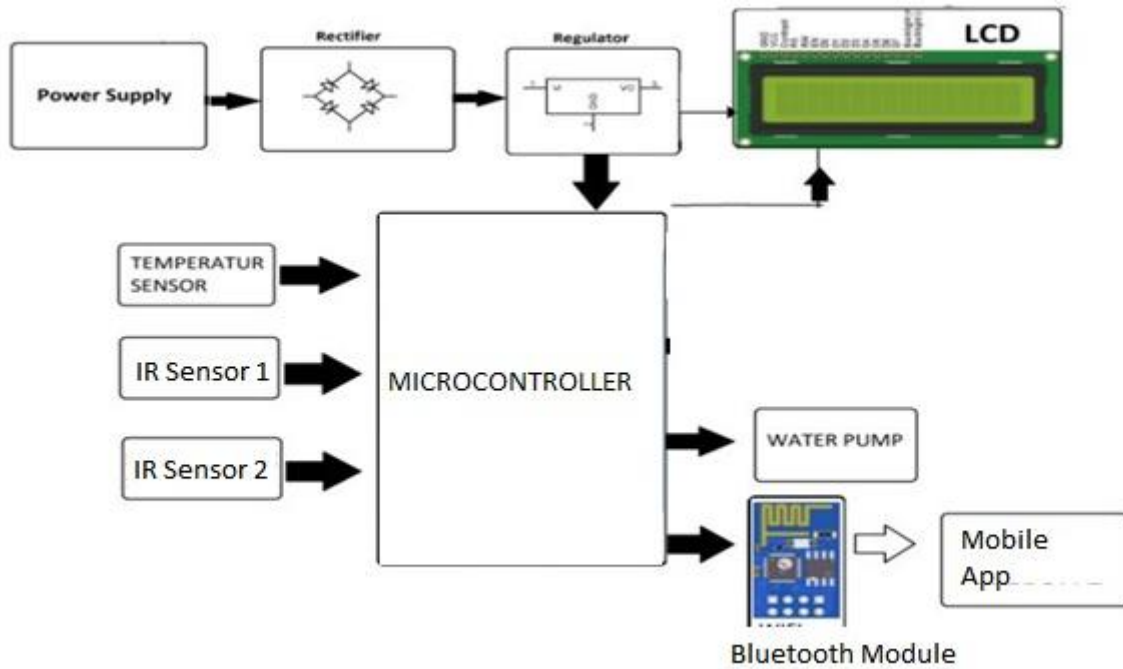 Rectifier
Regulator
LCD
Power Supply
GND
TEMPERATUR
SENSOR
IR Sensor 1
MICROCONTROLLER
IR Sensor 2
WATER PUMP
Mobile
App
Bluetooth Module